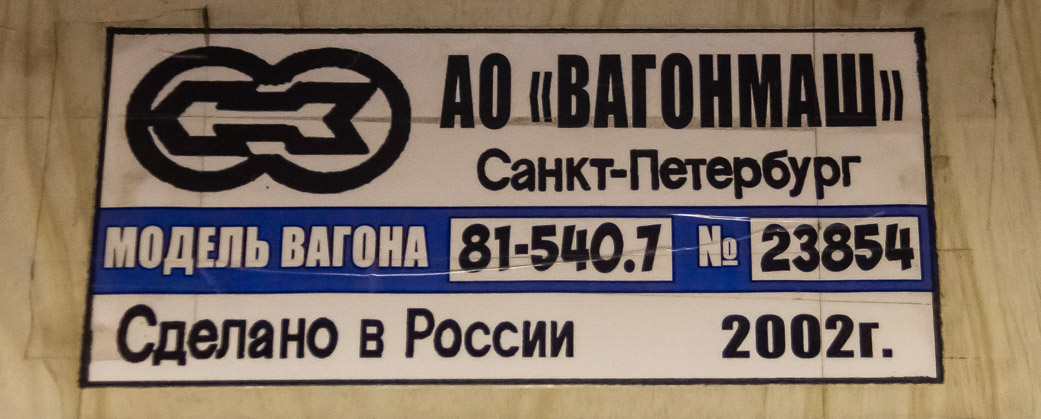 АО «ВАГОНМАШ»
Санкт-Петербург
МОДЕЛЬ ВАГОНА 81-540.7 № 23854
Сделано в России 2002г.